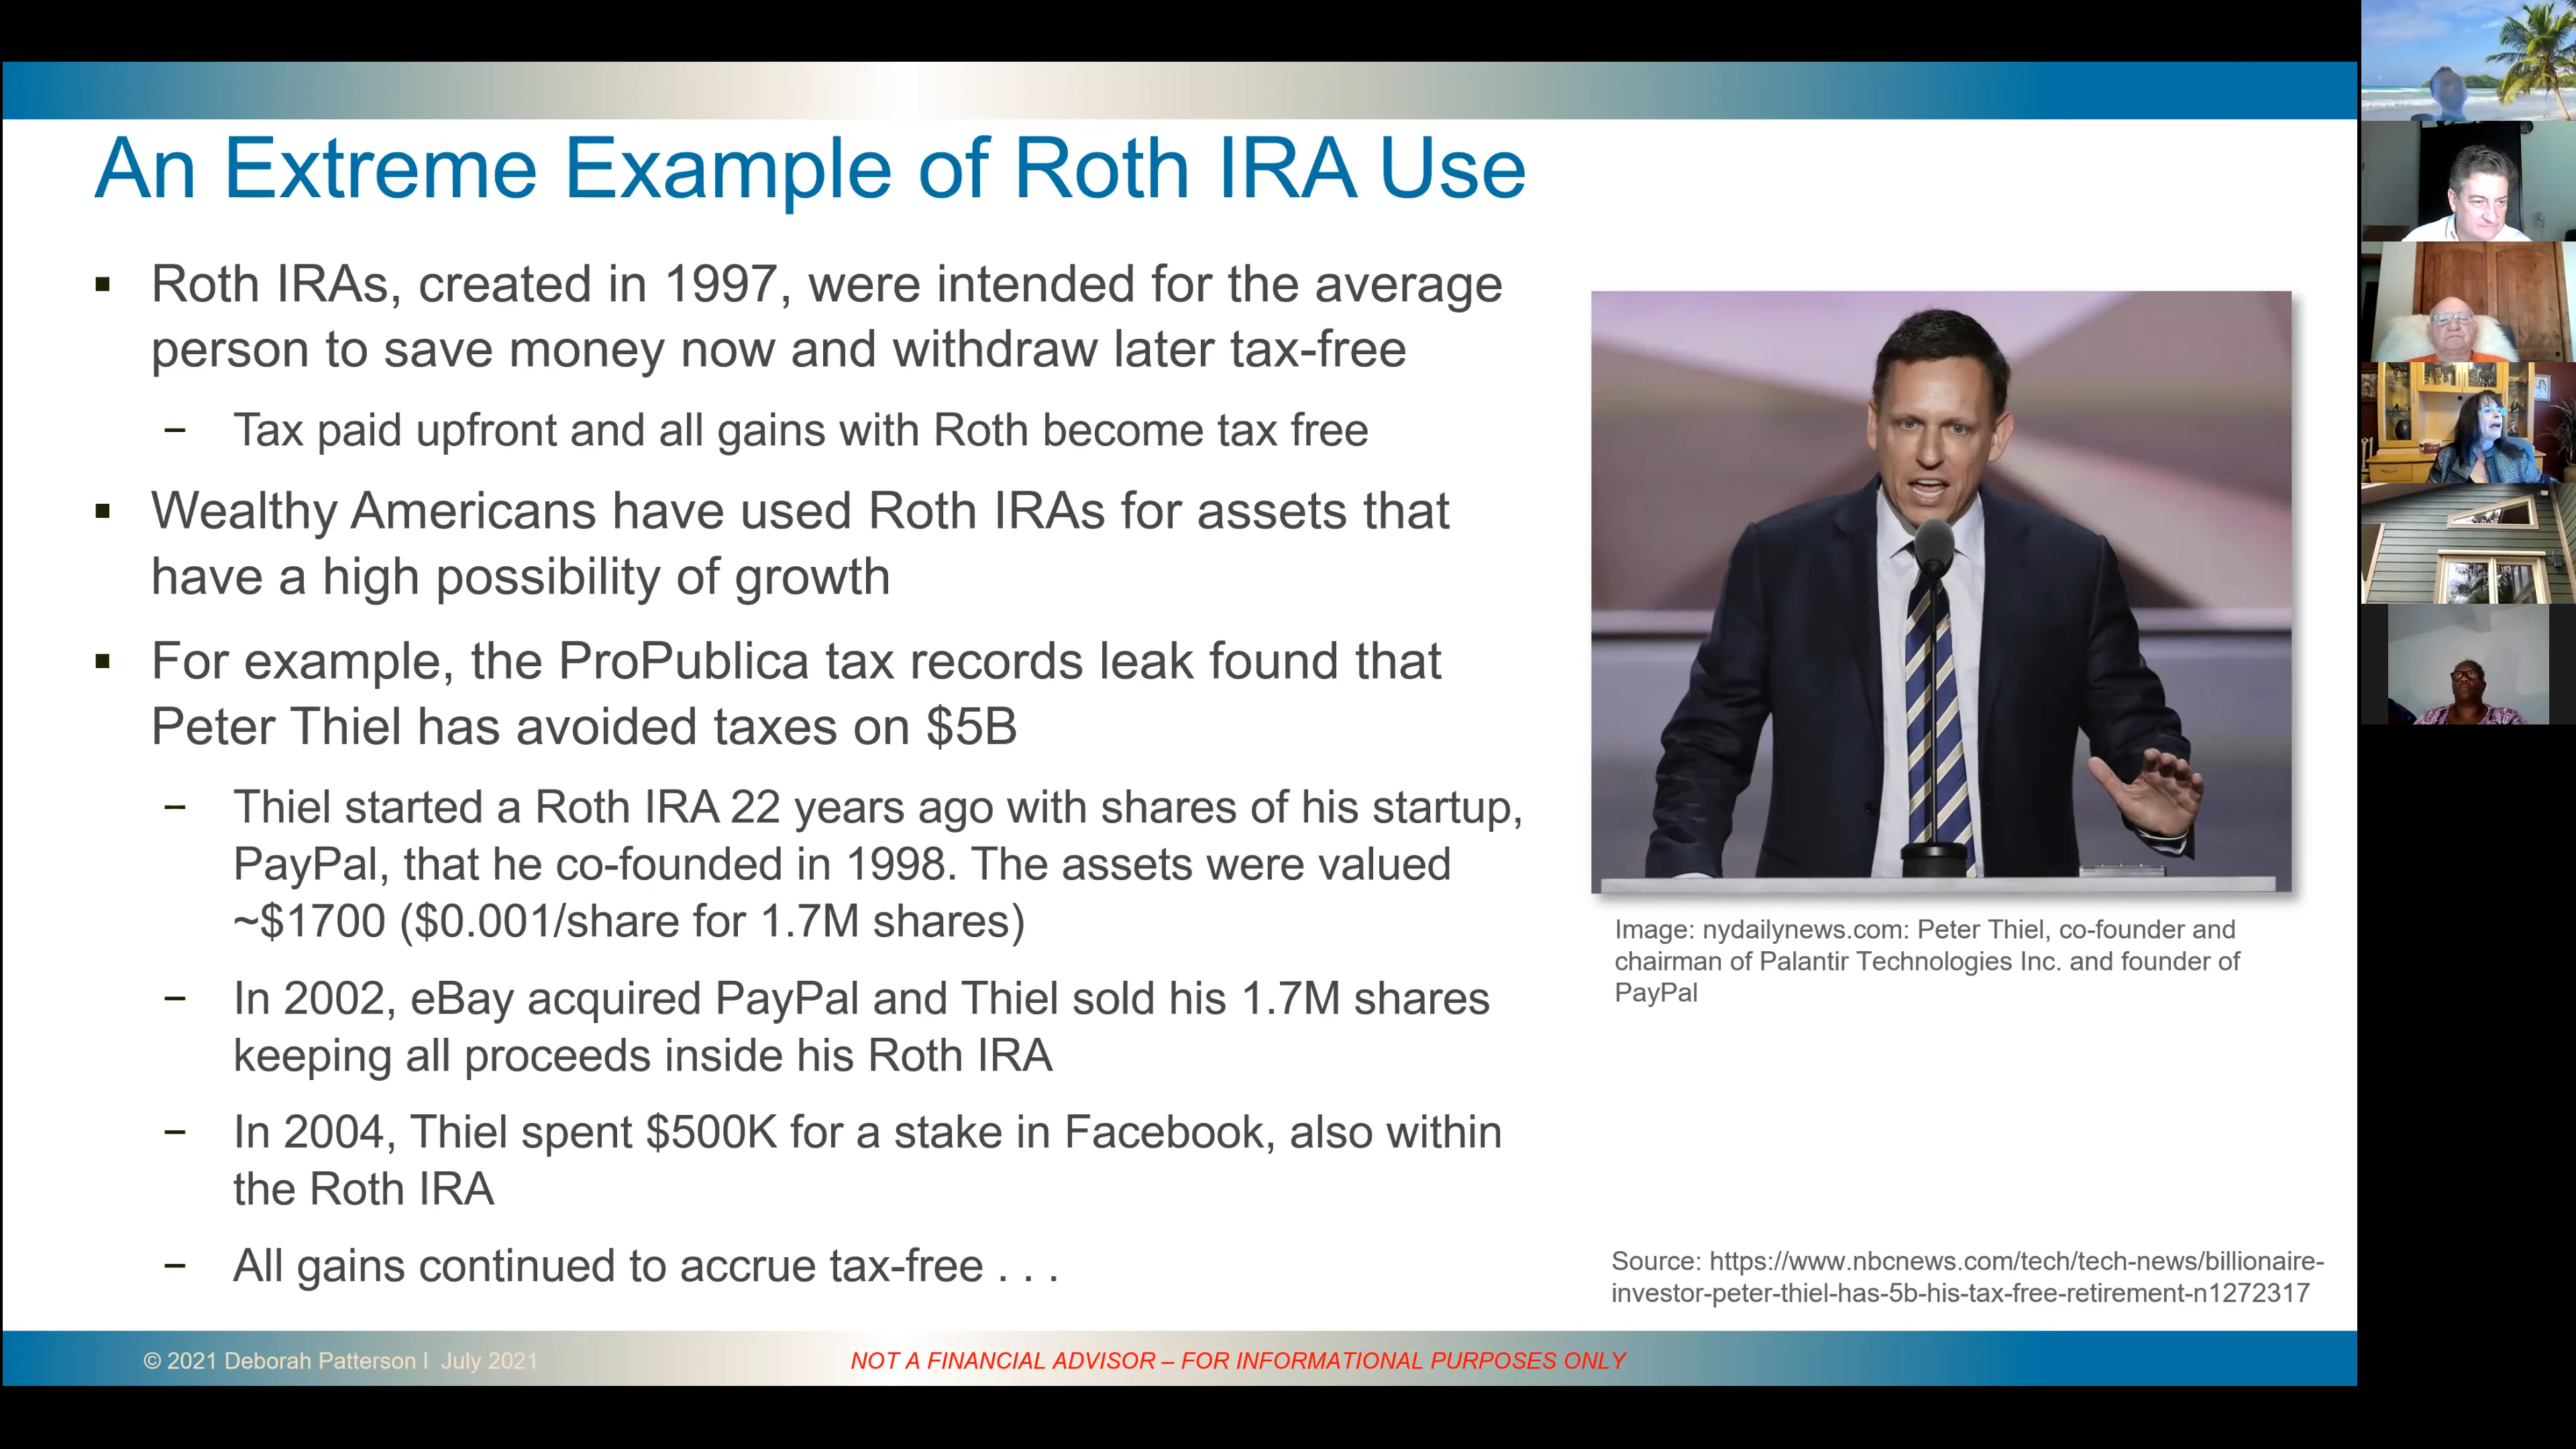 An Extreme Example of Roth IRA Use
▪ Roth IRAs, created in 1997, were intended for the average
person to save money now and withdraw later tax-free
– Tax paid upfront and all gains with Roth become tax free
▪ Wealthy Americans have used Roth IRAs for assets that
have a high possibility of growth
▪ For example, the ProPublica tax records leak found that
Peter Thiel has avoided taxes on $5B
– Thiel started a Roth IRA 22 years ago with shares of his startup,
PayPal, that he co-founded in 1998. The assets were valued
~$1700 ($0.001/share for 1.7M shares)
– In 2002, eBay acquired PayPal and Thiel sold his 1.7M shares
keeping all proceeds inside his Roth IRA
– In 2004, Thiel spent $500K for a stake in Facebook, also within
the Roth IRA
– All gains continued to accrue tax-free . . .
Image: nydailynews.com: Peter Thiel, co-founder and
chairman of Palantir Technologies Inc. and founder of
PayPal
Source: https://www.nbcnews.com/tech/tech-news/billionaire-
investor-peter-thiel-has-5b-his-tax-free-retirement-n1272317
© 2021 Deborah Patterson I July 2021
NOT A FINANCIAL ADVISOR – FOR INFORMATIONAL PURPOSES ONLY